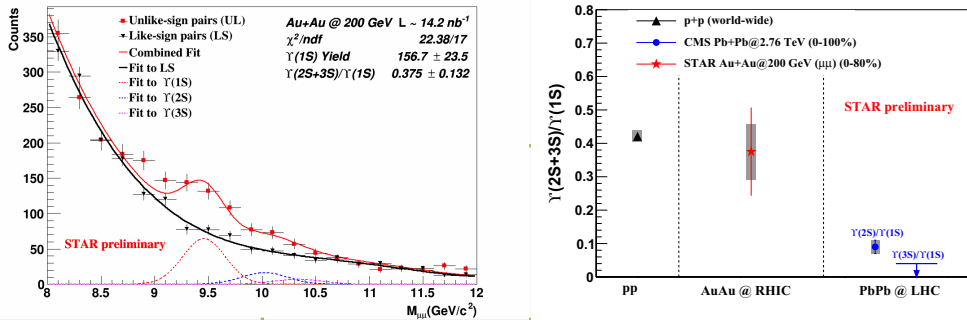 Counts
350
300
250
200
150
100
50
0
Unlike-sign pairs (UL)
Like-sign pairs (LS)
Combined Fit
Fit to LS
Fit to ϒ(1S)
Fit to ϒ(2S)
Fit to ϒ(3S)
Au+Au @ 200 GeV L ~ 14.2 nb⁻¹
χ²/ndf 22.38/17
ϒ(1S) Yield 156.7 ± 23.5
ϒ(2S+3S)/ϒ(1S) 0.375 ± 0.132
STAR preliminary
8 8.5 9 9.5 10 10.5 11 11.5 12
Mμμ(GeV/c²)
ϒ(2S+3S)/ϒ(1S)
0.8
0.7
0.6
0.5
0.4
0.3
0.2
0.1
0
p+p (world-wide)
CMS Pb+Pb@2.76 TeV (0-100%)
STAR Au+Au@200 GeV (μμ) (0-80%)
STAR preliminary
ϒ(2S)/ϒ(1S)
ϒ(3S)/ϒ(1S)
pp AuAu @ RHIC PbPb @ LHC